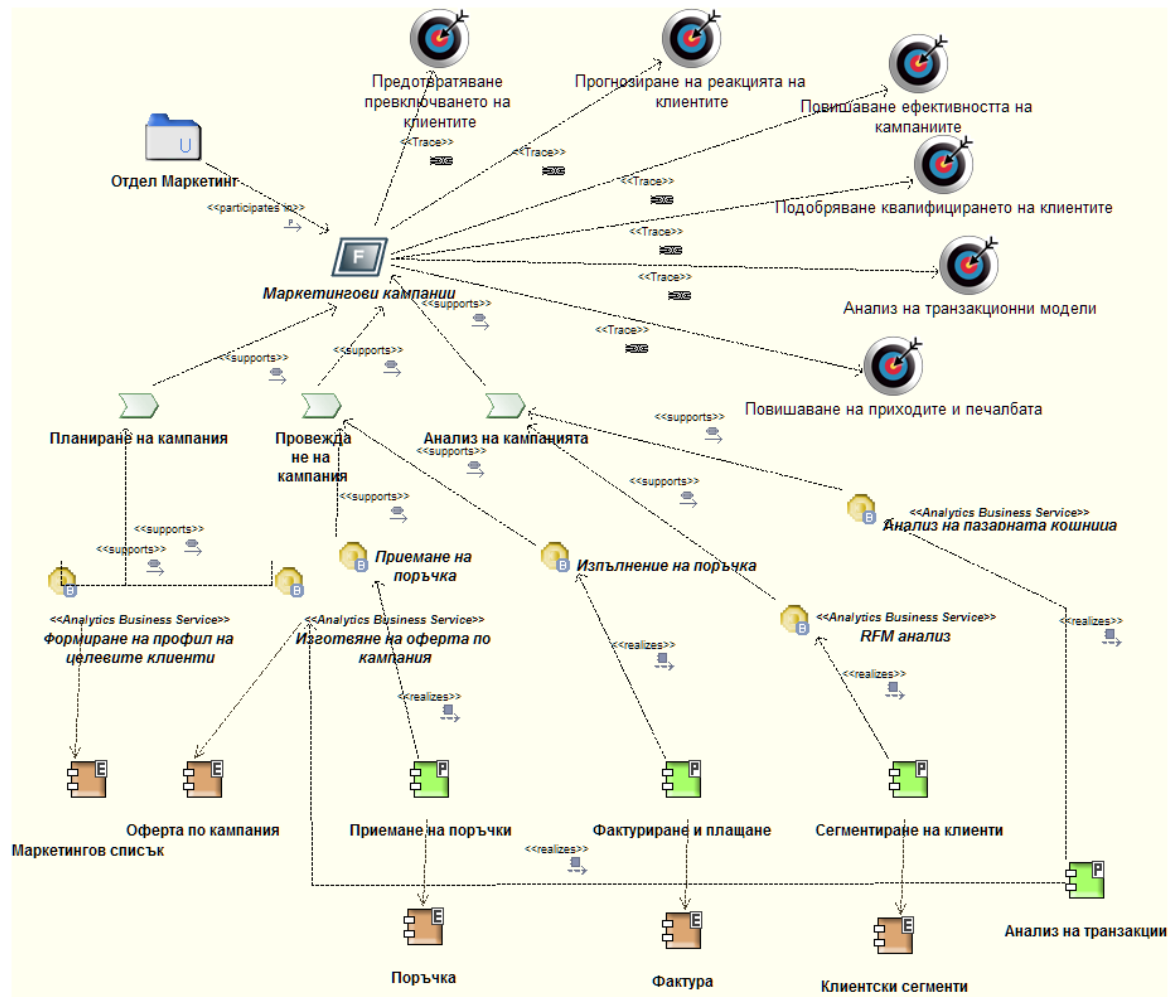 Предотвратяване
превключването на
клиентите
Прогнозиране на реакцията на
клиентите
Повишаване ефективността на
кампаниите
<<Trace>>
<<Trace>>
U
Отдел Маркетинг
<<Trace>>
<<participates in>>
P
Подобряване квалифицирането на клиентите
<<Trace>>
F
<<Trace>>
Маркетингови кампании
<<supports>>
Анализ на транзакционни модели
<<Trace>>
<<supports>>
<<supports>>
Повишаване на приходите и печалбата
Планиране на кампания
Провежда
не на
кампания
Анализ на кампанията
<<supports>>
<<supports>>
<<supports>>
<<supports>>
<<Analytics Business Service>>
Анализ на пазарната кошница
B
<<supports>>
<<supports>>
Приемане на
поръчка
B
Изпълнение на поръчка
B
B
B
<<Analytics Business Service>>
Формиране на профил на
целевите клиенти
<<Analytics Business Service>>
Изготвяне на оферта по
кампания
<<Analytics Business Service>>
RFM анализ
B
<<realizes>>
<<realizes>>
<<realizes>>
<<realizes>>
E
E
P
P
P
Маркетингов списък
Оферта по кампания
Приемане на поръчки
Фактуриране и плащане
Сегментиране на клиенти
<<realizes>>
P
Анализ на транзакции
E
Поръчка
E
Фактура
E
Клиентски сегменти